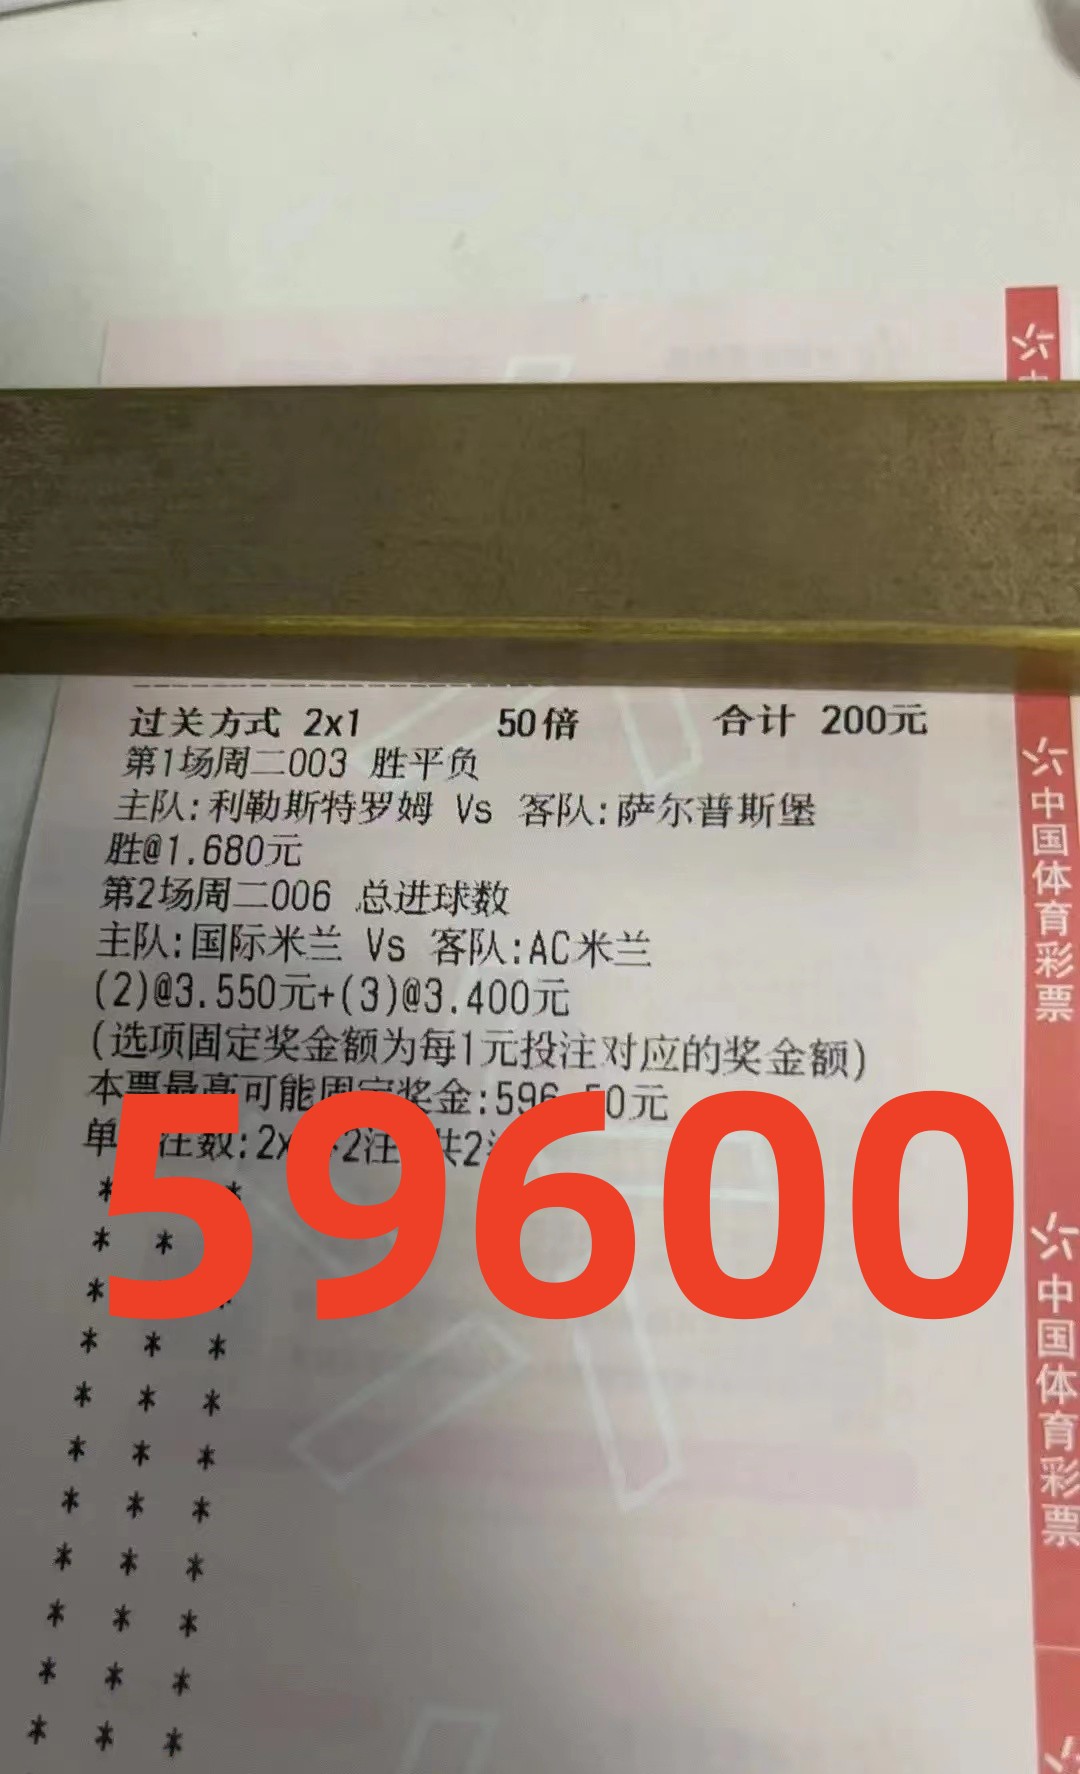 过关方式 2x1 50倍 合计 200元
第1场周二003 胜平负
主队:利勒斯特罗姆 Vs 客队:萨尔普斯堡
胜@1.680元
第2场周二006 总进球数
主队:国际米兰 Vs 客队:AC米兰
(2)@3.550元+(3)@3.400元
(选项固定奖金额为每1元投注对应的奖金额)
本票最高可能固定奖金:596 50元
单 注数:2x 2注 共2
59600
中国体育彩票
中国体育彩票